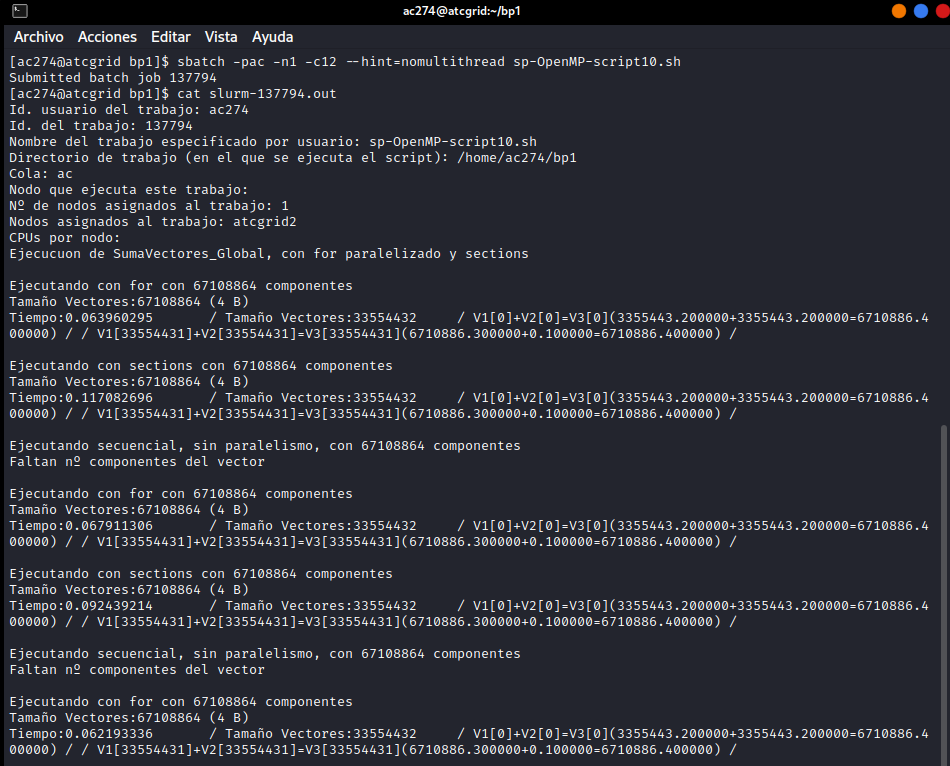 ac274@atcgrid:~/bp1
Archivo Acciones Editar Vista Ayuda
[ac274@atcgrid bp1]$ sbatch -pac -n1 -c12 --hint=nomultithread sp-OpenMP-script10.sh
Submitted batch job 137794
[ac274@atcgrid bp1]$ cat slurm-137794.out
Id. usuario del trabajo: ac274
Id. del trabajo: 137794
Nombre del trabajo especificado por usuario: sp-OpenMP-script10.sh
Directorio de trabajo (en el que se ejecuta el script): /home/ac274/bp1
Cola: ac
Nodo que ejecuta este trabajo:
Nº de nodos asignados al trabajo: 1
Nodos asignados al trabajo: atcgrid2
CPUs por nodo:
Ejecucuon de SumaVectores_Global, con for paralelizado y sections

Ejecutando con for con 67108864 componentes
Tamaño Vectores:67108864 (4 B)
Tiempo:0.063960295       / Tamaño Vectores:33554432     / V1[0]+V2[0]=V3[0](3355443.200000+3355443.200000=6710886.4
00000) / / V1[33554431]+V2[33554431]=V3[33554431](6710886.300000+0.100000=6710886.400000) /

Ejecutando con sections con 67108864 componentes
Tamaño Vectores:67108864 (4 B)
Tiempo:0.117082696       / Tamaño Vectores:33554432     / V1[0]+V2[0]=V3[0](3355443.200000+3355443.200000=6710886.4
00000) / / V1[33554431]+V2[33554431]=V3[33554431](6710886.300000+0.100000=6710886.400000) /

Ejecutando secuencial, sin paralelismo, con 67108864 componentes
Faltan nº componentes del vector

Ejecutando con for con 67108864 componentes
Tamaño Vectores:67108864 (4 B)
Tiempo:0.067911306       / Tamaño Vectores:33554432     / V1[0]+V2[0]=V3[0](3355443.200000+3355443.200000=6710886.4
00000) / / V1[33554431]+V2[33554431]=V3[33554431](6710886.300000+0.100000=6710886.400000) /

Ejecutando con sections con 67108864 componentes
Tamaño Vectores:67108864 (4 B)
Tiempo:0.092439214       / Tamaño Vectores:33554432     / V1[0]+V2[0]=V3[0](3355443.200000+3355443.200000=6710886.4
00000) / / V1[33554431]+V2[33554431]=V3[33554431](6710886.300000+0.100000=6710886.400000) /

Ejecutando secuencial, sin paralelismo, con 67108864 componentes
Faltan nº componentes del vector

Ejecutando con for con 67108864 componentes
Tamaño Vectores:67108864 (4 B)
Tiempo:0.062193336       / Tamaño Vectores:33554432     / V1[0]+V2[0]=V3[0](3355443.200000+3355443.200000=6710886.4
00000) / / V1[33554431]+V2[33554431]=V3[33554431](6710886.300000+0.100000=6710886.400000) /